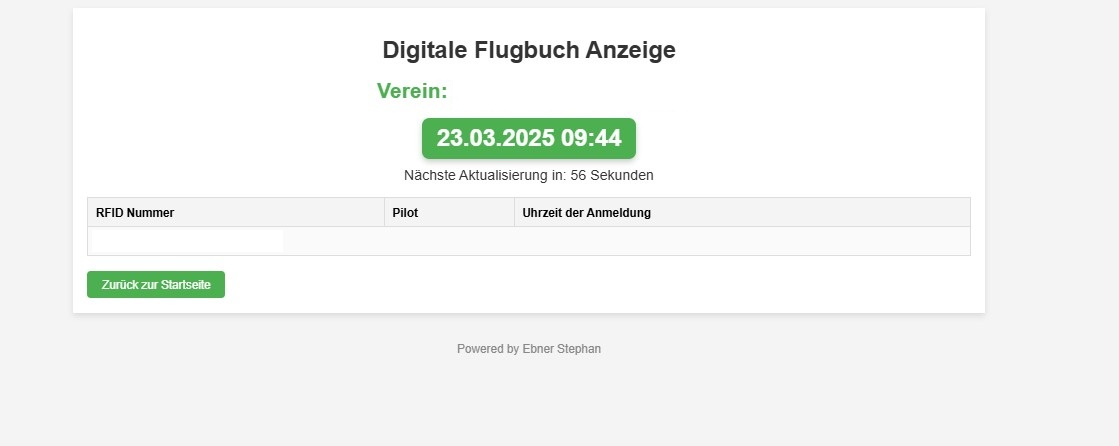 Digitale Flugbuch Anzeige
Verein:
23.03.2025 09:44
Nächste Aktualisierung in: 56 Sekunden
RFID Nummer Pilot Uhrzeit der Anmeldung
Zurück zur Startseite
Powered by Ebner Stephan